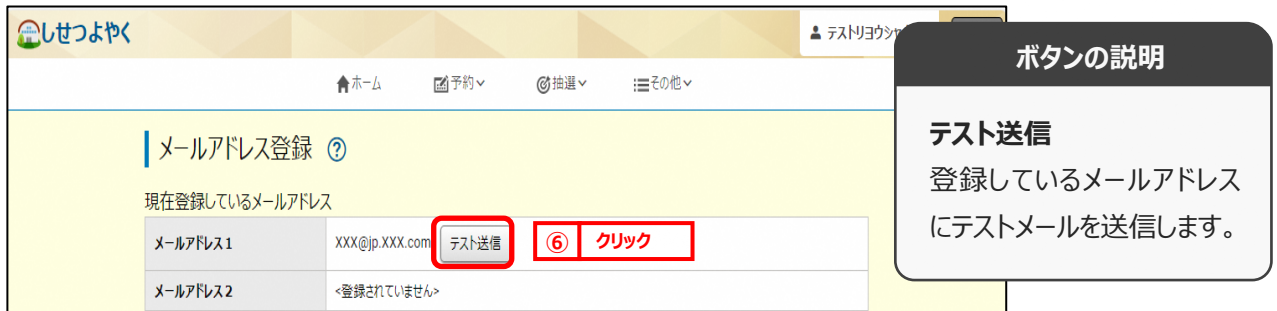 しせつよやく
テストリヨウシャ
ホーム 予約 抽選 その他
メールアドレス登録 ?
現在登録しているメールアドレス
メールアドレス1 XXX@jp.XXX.com テスト送信 ⑥ クリック
メールアドレス2 <登録されていません>
ボタンの説明
テスト送信
登録しているメールアドレス
にテストメールを送信します。